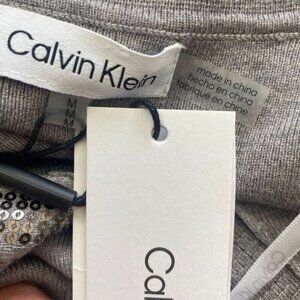 Calvin Klein
M
M
M
made in china
hecho en china
fabriqué en chine
Cal
C